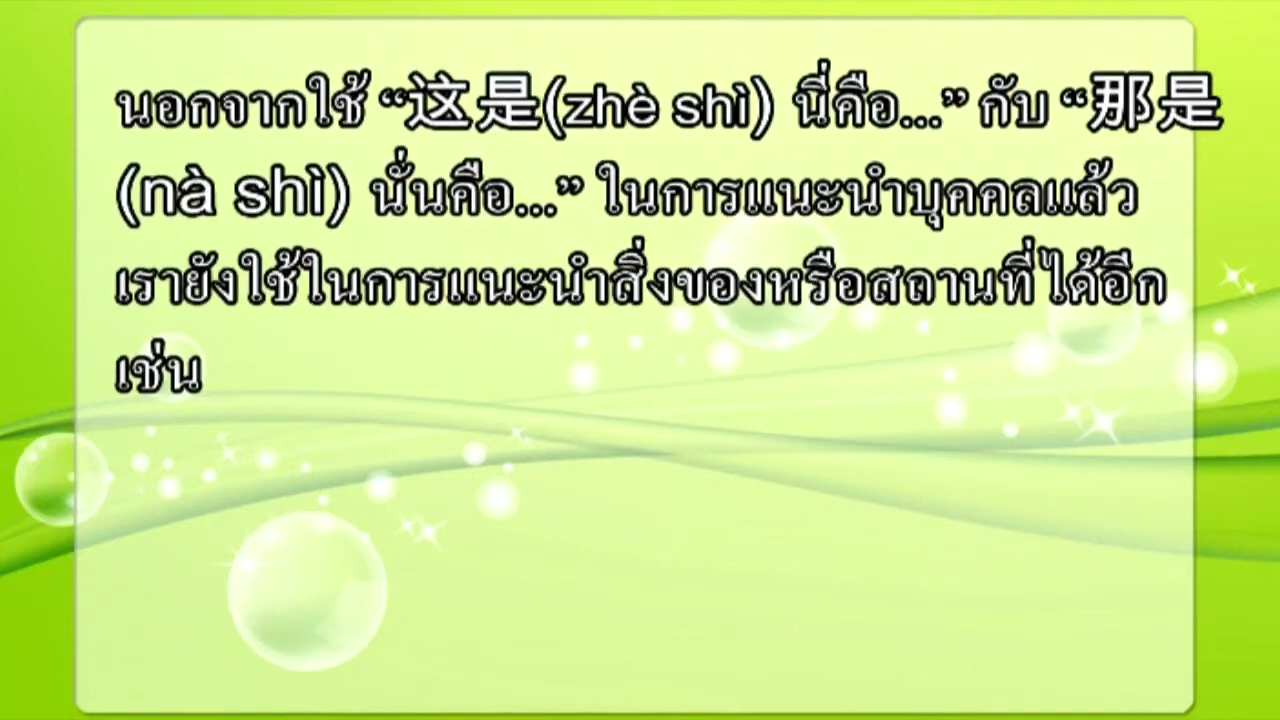 นอกจากใช้ “这是(zhè shì) นี่คือ...” กับ “那是
(nà shì) นั่นคือ...” ในการแนะนำบุคคลแล้ว
เรายังใช้ในการแนะนำสิ่งของหรือสถานที่ได้อีก
เช่น